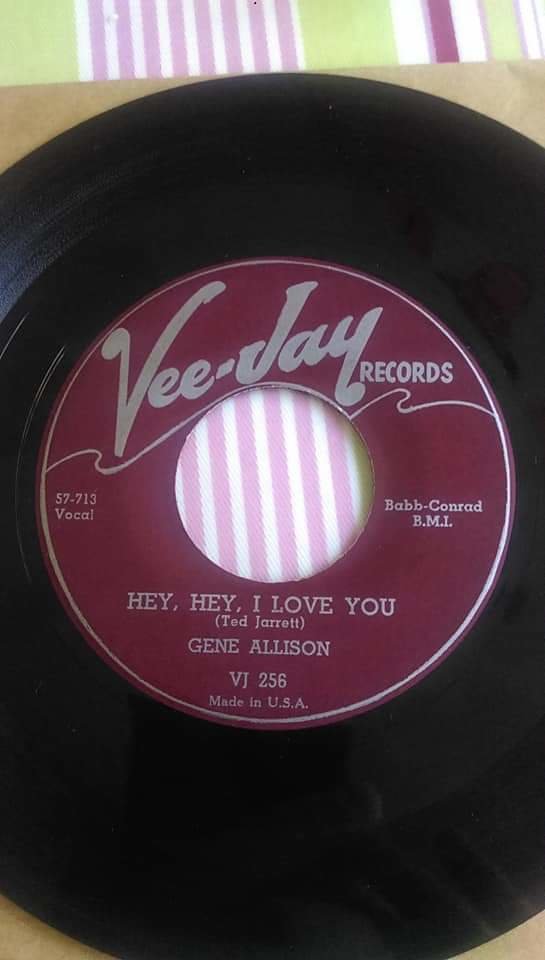 Vee-Jay RECORDS
57-713
Vocal
Babb-Conrad
B.M.I.
HEY, HEY, I LOVE YOU
(Ted Jarrett)
GENE ALLISON
VJ 256
Made in U.S.A.